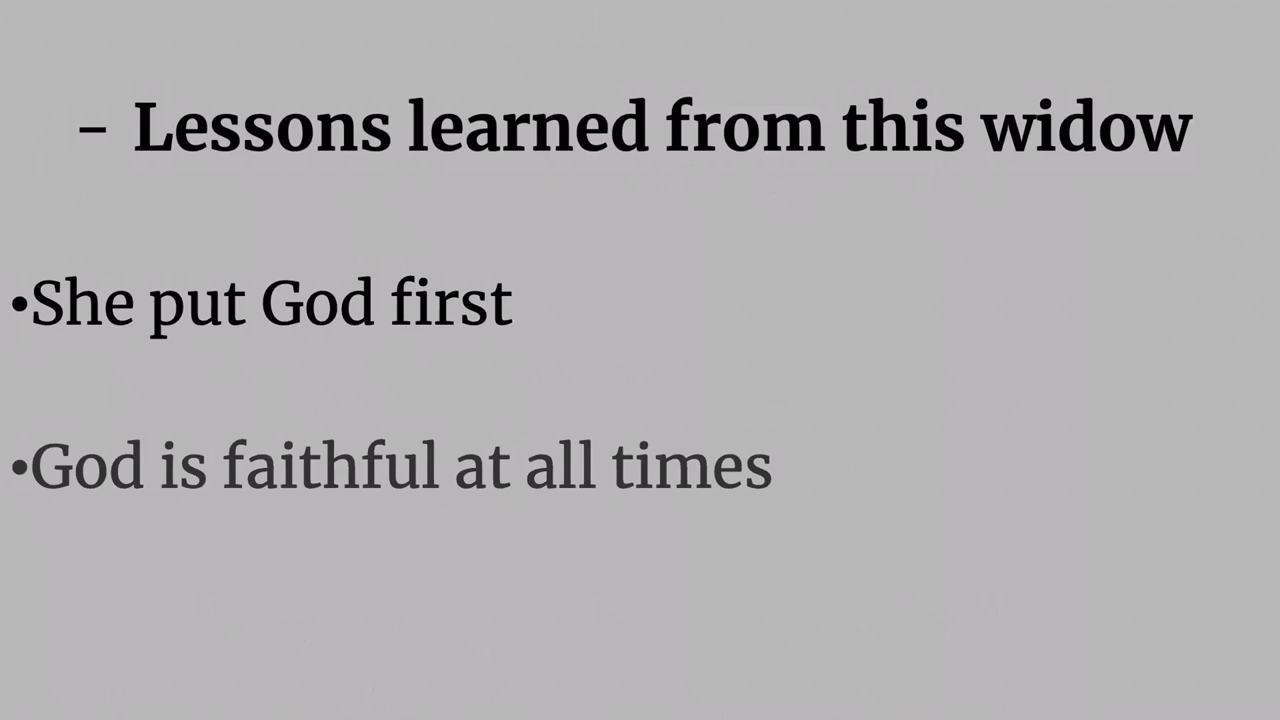 - Lessons learned from this widow
•She put God first
•God is faithful at all times